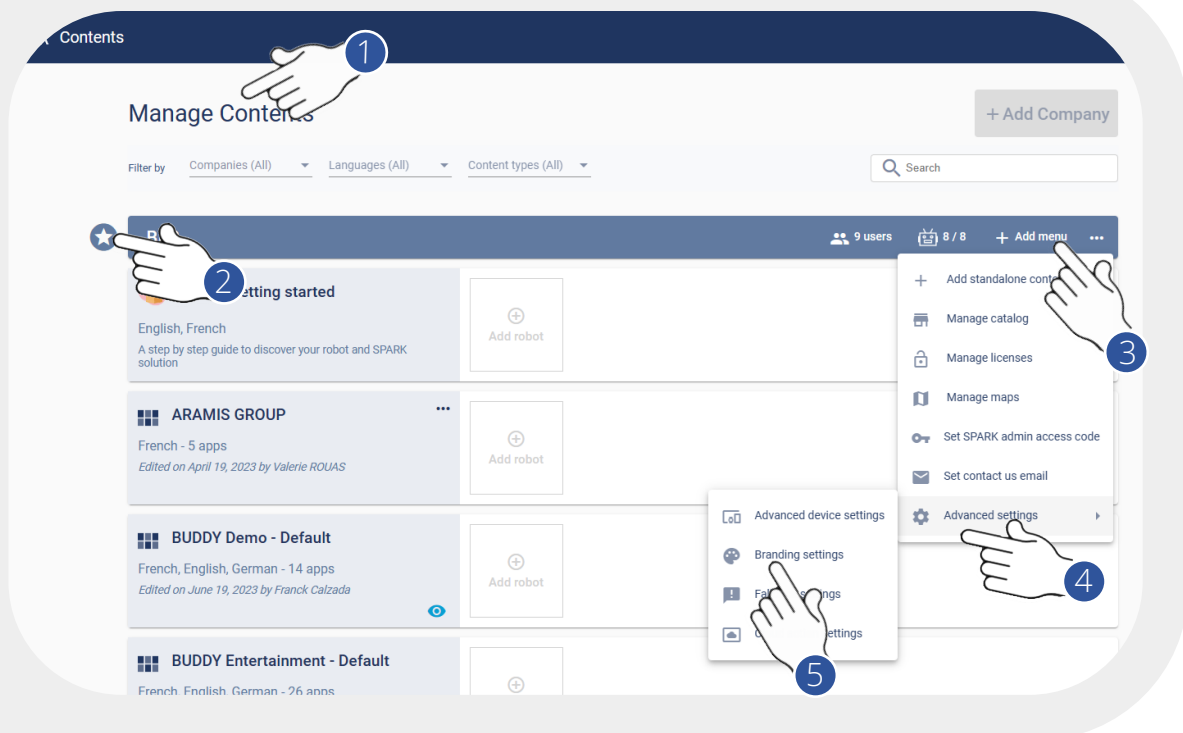 Contents
1
Manage Contents
+ Add Company
Filter by
Companies (All)
Languages (All)
Content types (All)
Search
9 users
8 / 8
+ Add menu
2
started
English, French
A step by step guide to discover your robot and SPARK
solution
Add robot
Add standalone
3
Manage catalog
Manage licenses
Manage maps
Set SPARK admin access code
Set contact us email
Advanced settings
4
ARAMIS GROUP
French - 5 apps
Edited on April 19, 2023 by Valerie ROUAS
Add robot
Advanced device settings
Branding settings
5
BUDDY Demo - Default
French, English, German - 14 apps
Edited on June 19, 2023 by Franck Calzada
Add robot
BUDDY Entertainment - Default
French, English, German - 26 apps